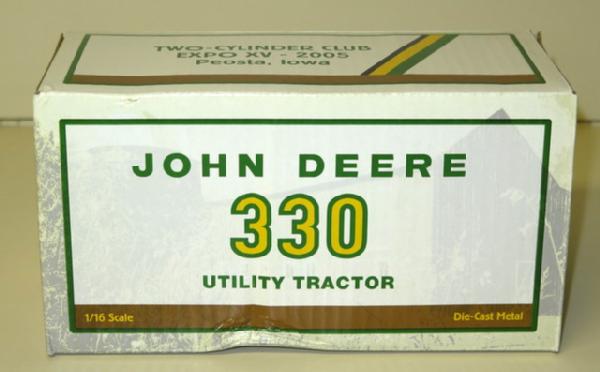 TWO-CYLINDER CLUB
EXPO XV - 2005
Peosta, Iowa
JOHN DEERE
330
UTILITY TRACTOR
1/16 Scale
Die-Cast Metal